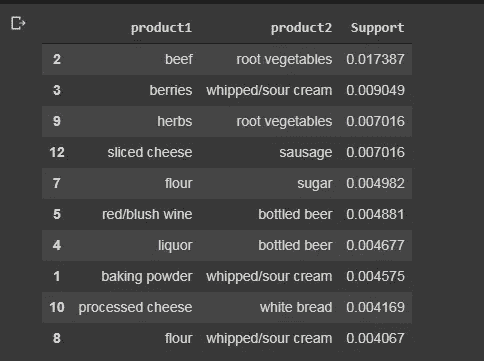 product1 product2 Support
2 beef root vegetables 0.017387
3 berries whipped/sour cream 0.009049
9 herbs root vegetables 0.007016
12 sliced cheese sausage 0.007016
7 flour sugar 0.004982
5 red/blush wine bottled beer 0.004881
4 liquor bottled beer 0.004677
1 baking powder whipped/sour cream 0.004575
10 processed cheese white bread 0.004169
8 flour whipped/sour cream 0.004067